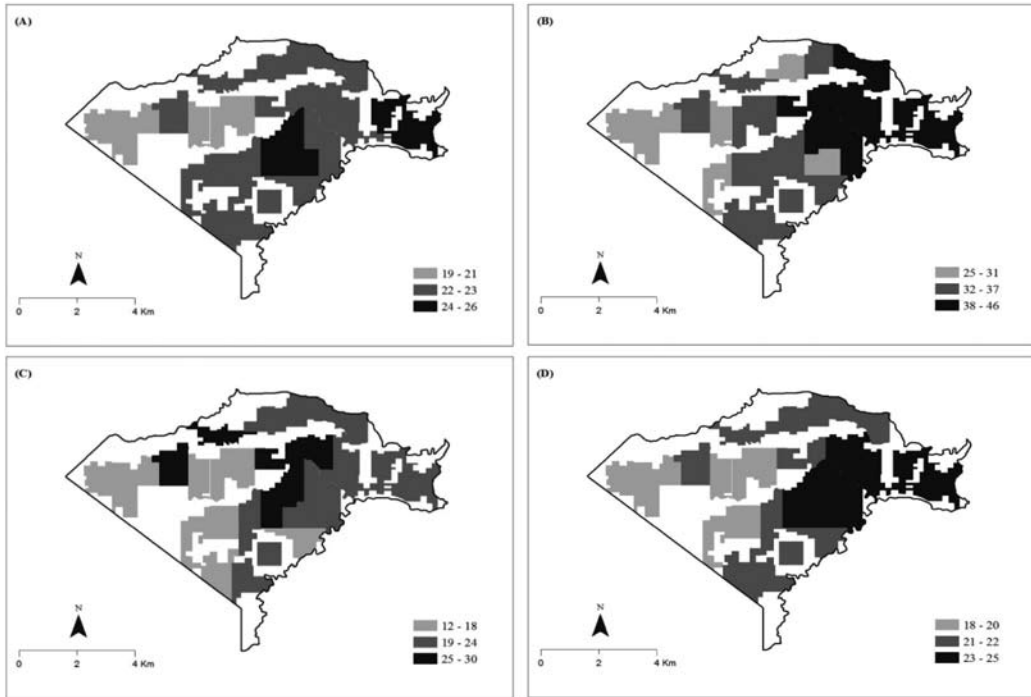 (A)
N
0 2 4 Km
19 - 21
22 - 23
24 - 26
(B)
N
0 2 4 Km
25 - 31
32 - 37
38 - 46
(C)
N
0 2 4 Km
12 - 18
19 - 24
25 - 30
(D)
N
0 2 4 Km
18 - 20
21 - 22
23 - 25